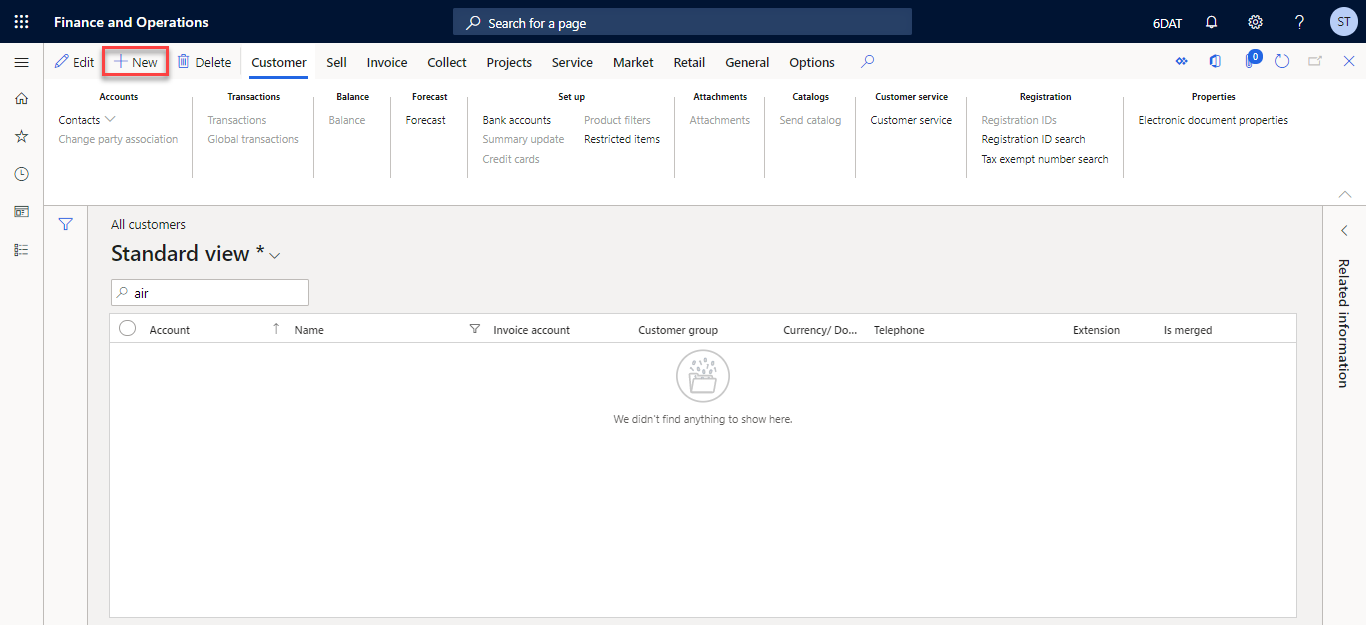 Finance and Operations
Search for a page
6DAT
?
ST
Edit
New
Delete
Customer
Sell
Invoice
Collect
Projects
Service
Market
Retail
General
Options
0
Accounts
Contacts
Change party association
Transactions
Transactions
Global transactions
Balance
Balance
Forecast
Forecast
Set up
Bank accounts
Summary update
Credit cards
Product filters
Restricted items
Attachments
Attachments
Catalogs
Send catalog
Customer service
Customer service
Registration
Registration IDs
Registration ID search
Tax exempt number search
Properties
Electronic document properties
All customers
Standard view *
air
Account
Name
Invoice account
Customer group
Currency/ Do...
Telephone
Extension
Is merged
We didn't find anything to show here.
Related information